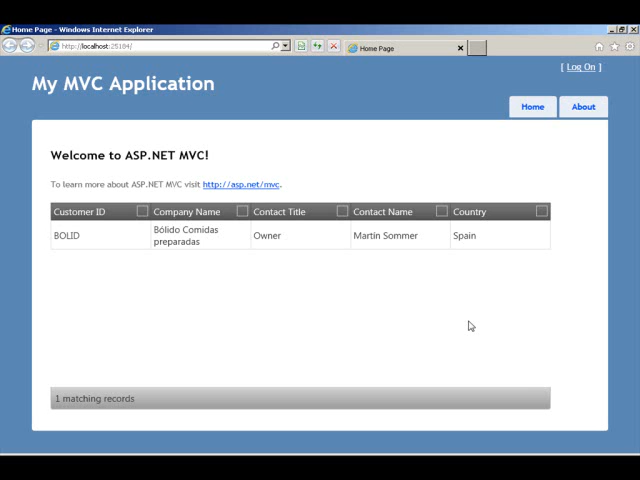 Home Page - Windows Internet Explorer
http://localhost:25184/
Home Page
[ Log On ]
My MVC Application
Home
About
Welcome to ASP.NET MVC!
To learn more about ASP.NET MVC visit http://asp.net/mvc.
Customer ID Company Name Contact Title Contact Name Country
BOLID Bólido Comidas preparadas Owner Martín Sommer Spain
1 matching records